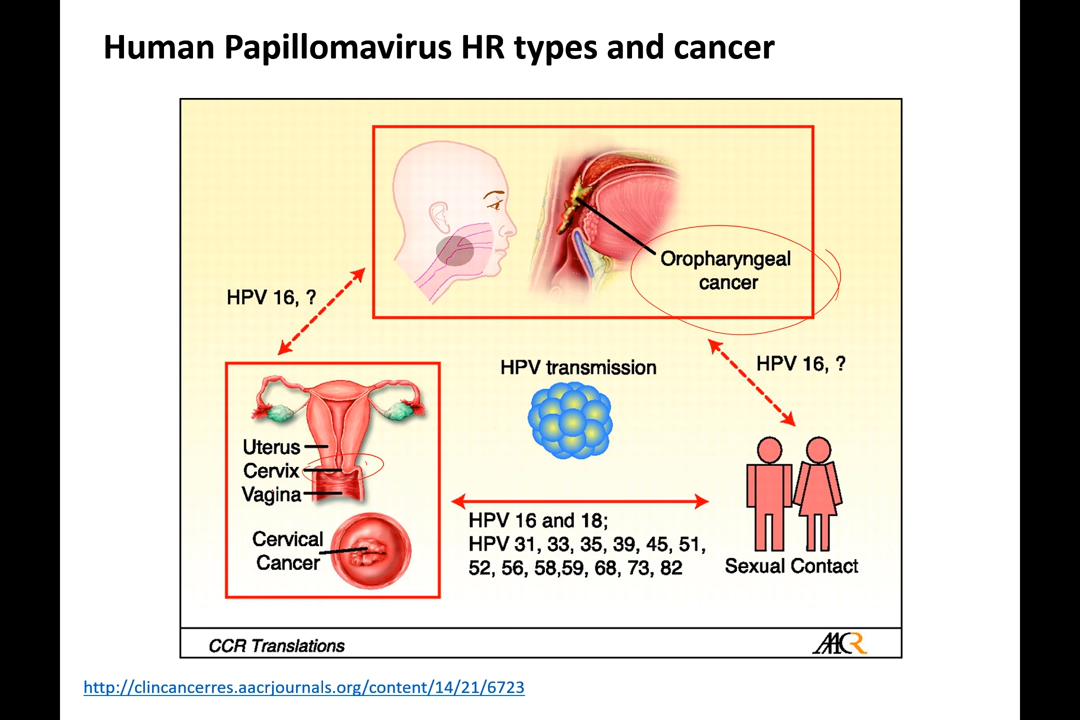 Human Papillomavirus HR types and cancer
Oropharyngeal
cancer
HPV 16, ?
HPV transmission
HPV 16, ?
Uterus
Cervix
Vagina
Cervical
Cancer
HPV 16 and 18;
HPV 31, 33, 35, 39, 45, 51,
52, 56, 58,59, 68, 73, 82
Sexual Contact
CCR Translations
AACR
http://clincancerres.aacrjournals.org/content/14/21/6723